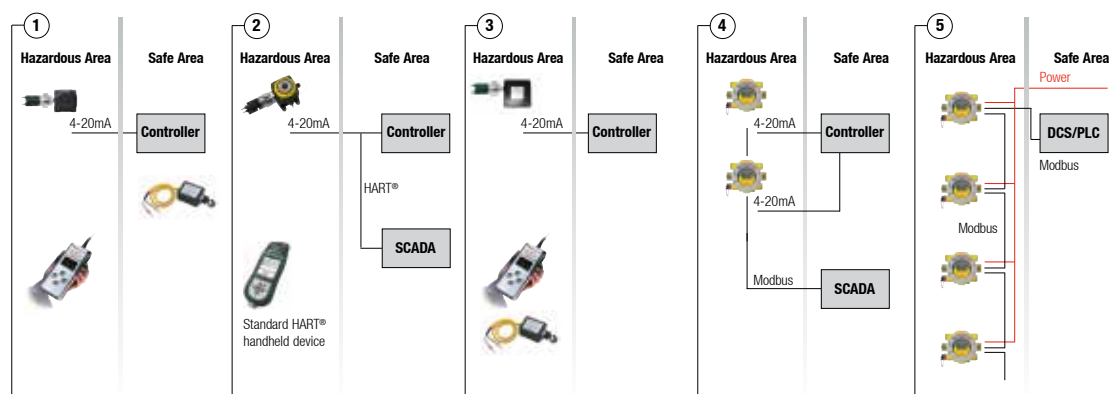 1
Hazardous Area
Safe Area
4-20mA
Controller
2
Hazardous Area
Safe Area
4-20mA
Controller
HART®
SCADA
Standard HART®
handheld device
3
Hazardous Area
Safe Area
4-20mA
Controller
4
Hazardous Area
Safe Area
4-20mA
Controller
4-20mA
Modbus
SCADA
5
Hazardous Area
Safe Area
Power
DCS/PLC
Modbus
Modbus